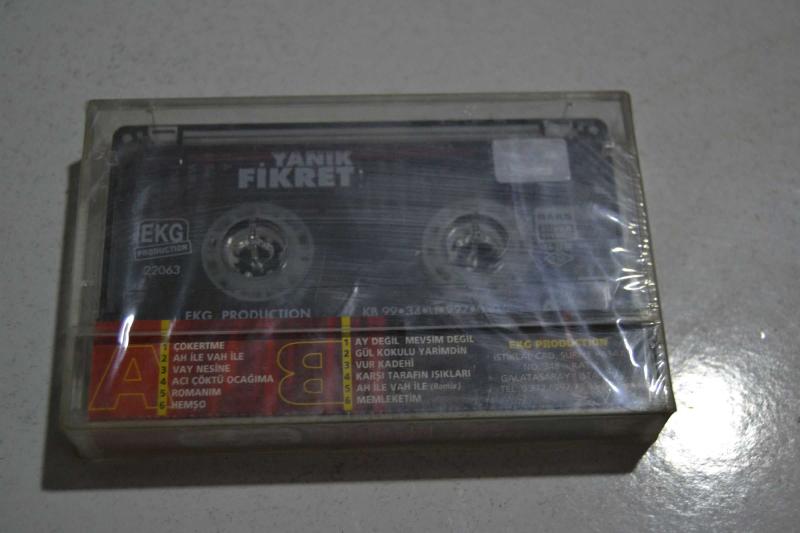 YANIK
FİKRET
EKG
PRODUCTION
22063
EKG PRODUCTION
A
1 ÇÖKERTME
2 AH İLE VAH İLE
3 VAY NESİNE
4 ACI ÇÖKTÜ OCAĞIMA
5 ROMANIM
6 HEMŞO
B
1 AY DEĞİL MEVSİM DEĞİL
2 GÜL KOKULU YARİMDİN
3 VUR KADEHİ
4 KARŞI TARAFIN IŞIKLARI
5 AH İLE VAH İLE (Remix)
6 MEMLEKETİM
EKG PRODUCTION
İSTİKLAL CAD.
GALATASARAY